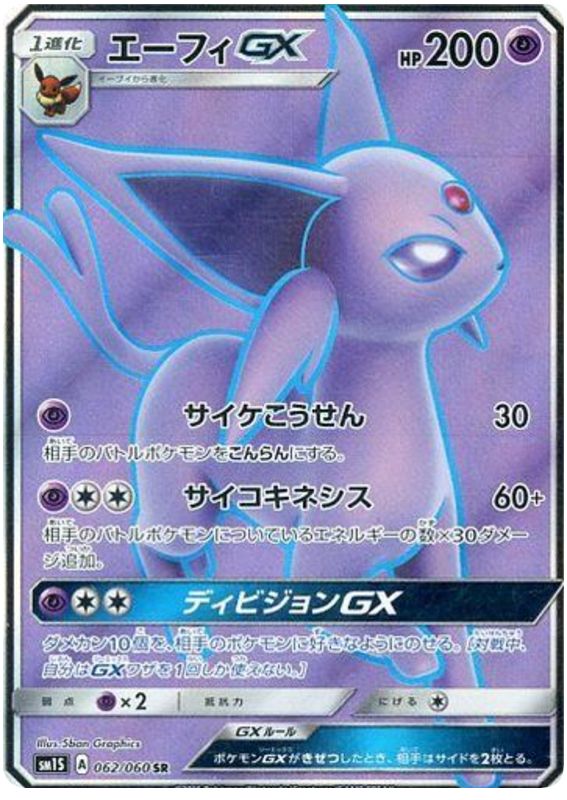 1進化 エーフィGX HP200
イーブイから進化
サイケこうせん 30
相手のバトルポケモンをこんらんにする。
サイコキネシス 60+
相手のバトルポケモンについているエネルギーの数×30ダメー
ジ追加。
ディビジョンGX
ダメカン10個を、相手のポケモンに好きなようにのせる。[対戦中、
自分はGXワザを1回しか使えない。]
弱点 ×2 抵抗力 にげる
Illus. 5ban Graphics
GXルール
SM1S A 062/060 SR
ポケモンGXがきぜつしたとき、相手はサイドを2枚とる。